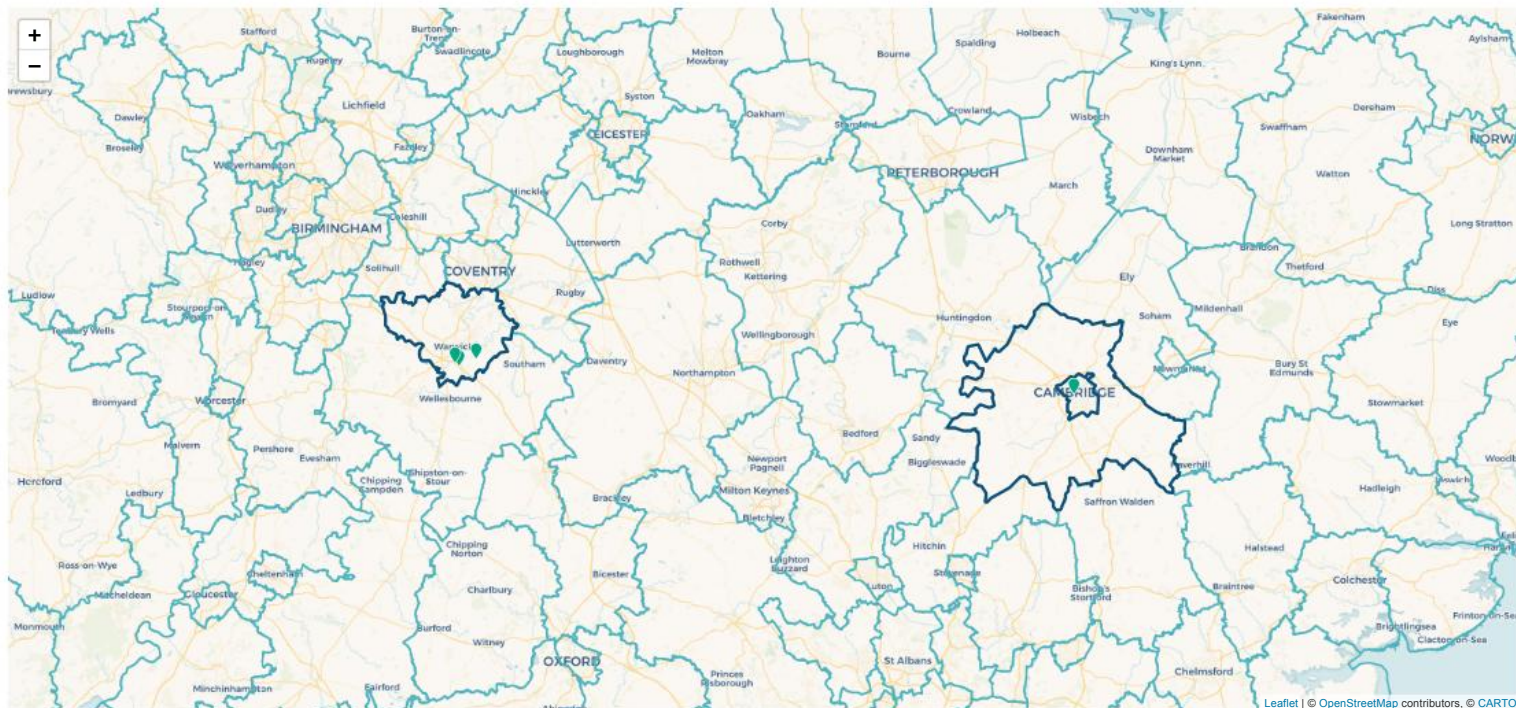 +
−
Stafford
Burton-on-
Trent
Swadlincote
Loughborough
Melton
Mowbray
Bourne
Spalding
Holbeach
Fakenham
Aylsham
Rugeley
King's Lynn
Lichfield
Syston
Oakham
Stamford
Crowland
Wisbech
Dereham
Dawley
Swaffham
Broseley
Wolverhampton
Fazeley
Downham
Market
Watton
PETERBOROUGH
March
Hinckley
Dudley
BIRMINGHAM
Coleshill
Corby
Long Stratton
Lutterworth
Brandon
Thetford
Solihull
COVENTRY
Rothwell
Kettering
Ely
Rugby
Ludlow
Diss
Mildenhall
Soham
Huntingdon
Eye
Tenbury Wells
Wellingborough
Southam
Daventry
Northampton
Newmarket
Bury St
Edmunds
CAMBRIDGE
Bromyard
Worcester
Wellesbourne
Stowmarket
Bedford
Sandy
Malvern
Pershore
Evesham
Newport
Pagnell
Biggleswade
Haverhill
Hereford
Ledbury
Chipping
Campden
Shipston-on-
Stour
Brackley
Milton Keynes
Saffron Walden
Hadleigh
Ipswich
Bletchley
Chipping
Norton
Hitchin
Halstead
Ross-on-Wye
Cheltenham
Charlbury
Bicester
Leighton
Buzzard
Luton
Stevenage
Bishop's
Stortford
Braintree
Colchester
Gloucester
Monmouth
Burford
Witney
Brightlingsea
Frinton-on-Sea
Clacton-on-Sea
OXFORD
St Albans
Chelmsford
Minchinhampton
Fairford
Princes
Risborough
Leaflet | © OpenStreetMap contributors, © CARTO